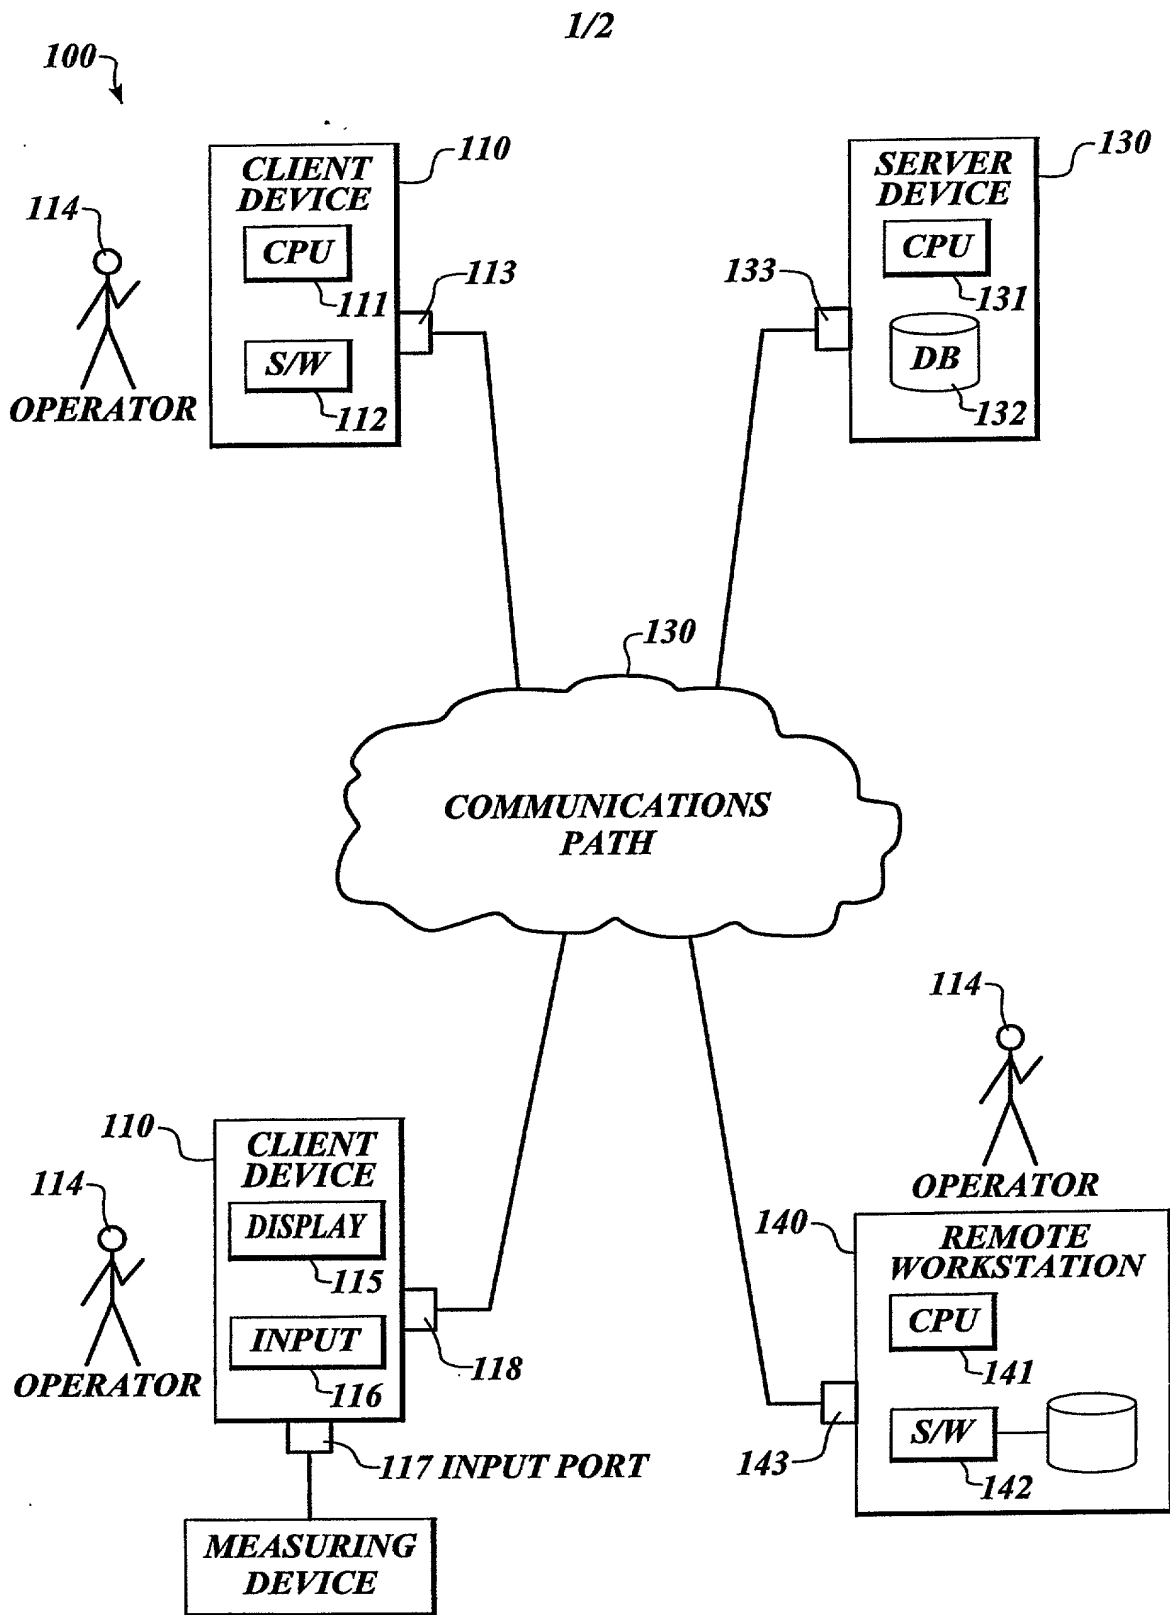 1/2
100
CLIENT
DEVICE
110
CPU
111
S/W
112
113
114
OPERATOR
SERVER
DEVICE
130
CPU
131
DB
132
133
130
COMMUNICATIONS
PATH
110
CLIENT
DEVICE
DISPLAY
115
INPUT
116
118
114
OPERATOR
117 INPUT PORT
MEASURING
DEVICE
114
OPERATOR
140
REMOTE
WORKSTATION
CPU
141
S/W
142
143